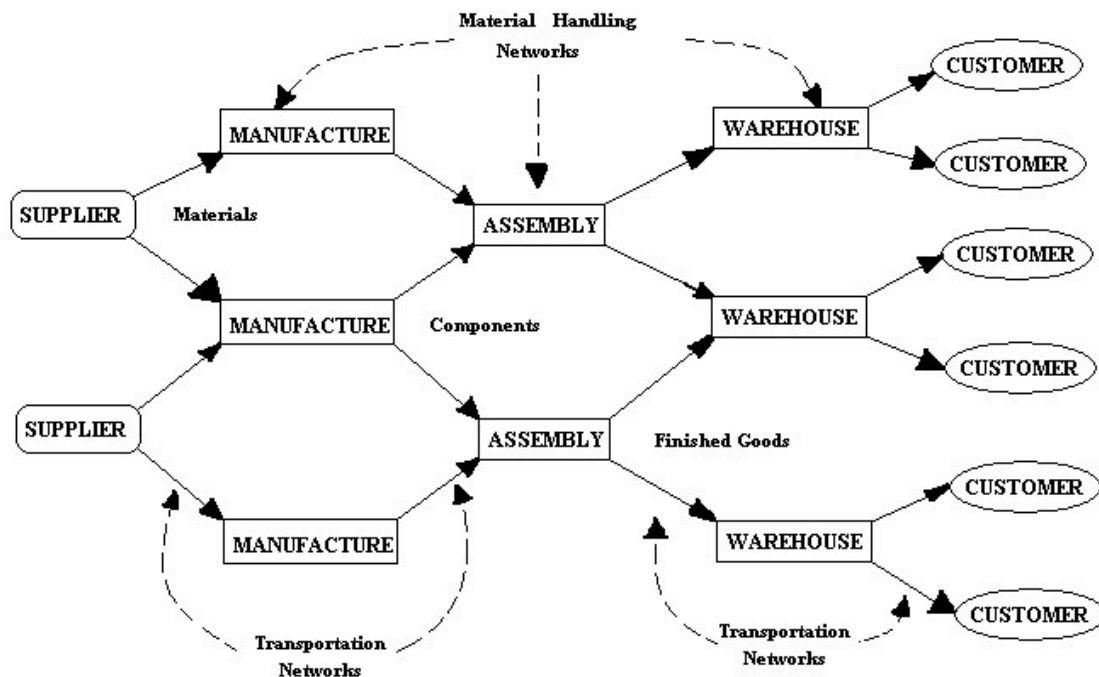 Material Handling
Networks
CUSTOMER
MANUFACTURE
WAREHOUSE
CUSTOMER
SUPPLIER
Materials
ASSEMBLY
CUSTOMER
MANUFACTURE
Components
WAREHOUSE
CUSTOMER
SUPPLIER
ASSEMBLY
Finished Goods
CUSTOMER
MANUFACTURE
WAREHOUSE
CUSTOMER
Transportation
Networks
Transportation
Networks